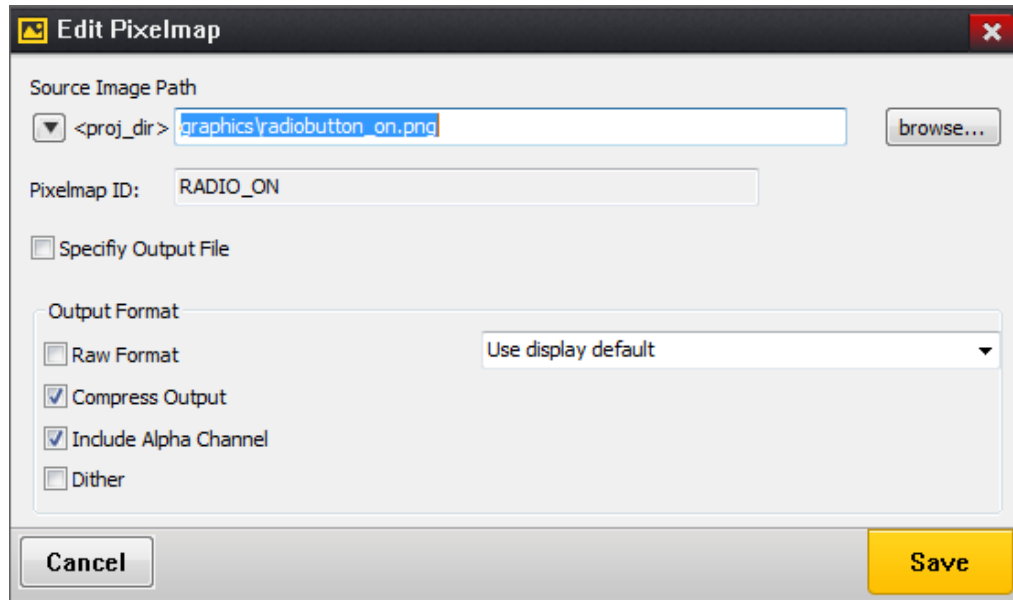 Edit Pixelmap
Source Image Path
<proj_dir> graphics\radiobutton_on.png browse...
Pixelmap ID: RADIO_ON
Specifiy Output File
Output Format
Raw Format Use display default
Compress Output
Include Alpha Channel
Dither
Cancel Save